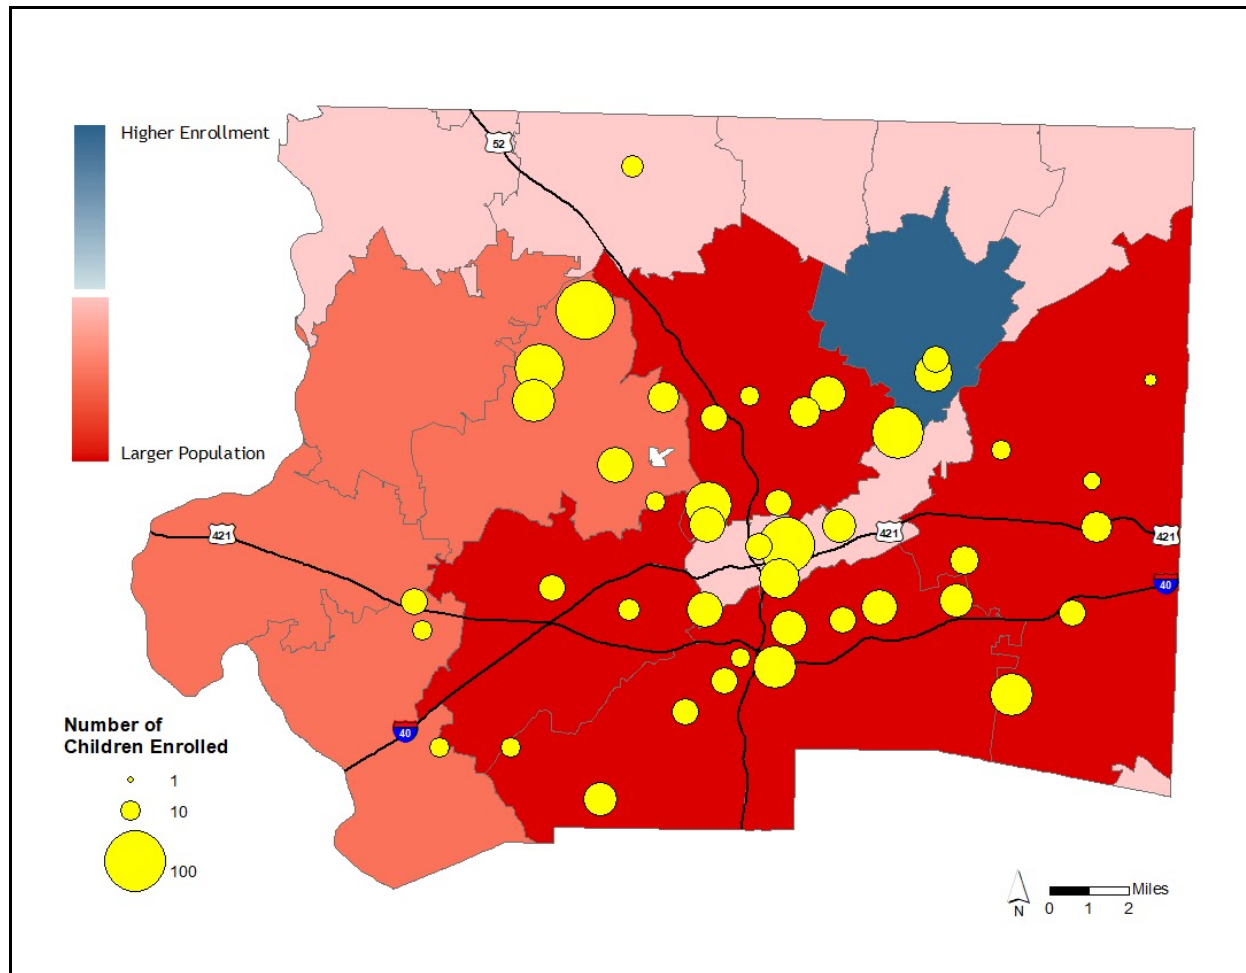 Higher Enrollment
Larger Population
52
421
421
421
40
40
Number of
Children Enrolled
1
10
100
N
Miles
0 1 2